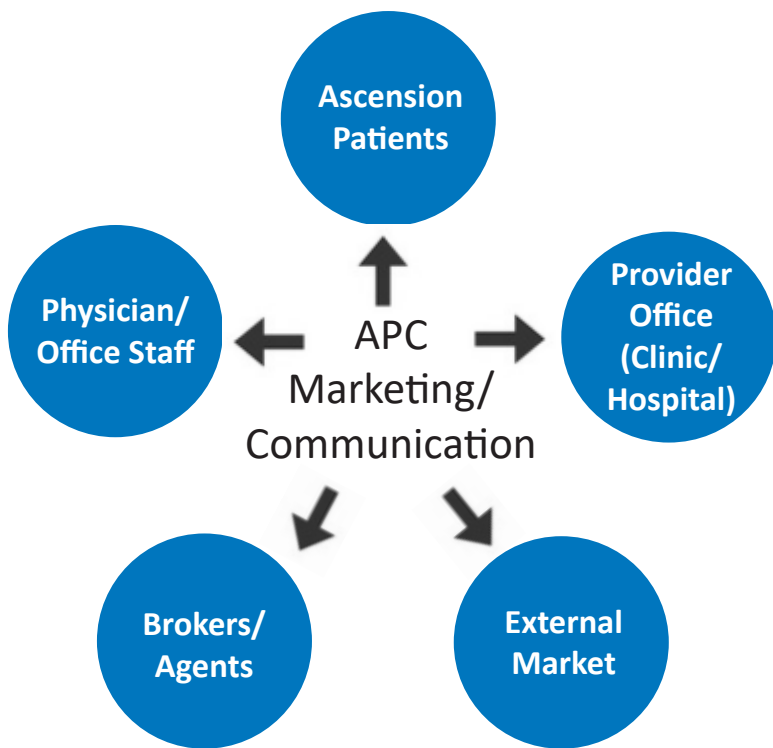 Ascension
Patients
Physician/
Office Staff
APC
Marketing/
Communication
Provider
Office
(Clinic/
Hospital)
Brokers/
Agents
External
Market